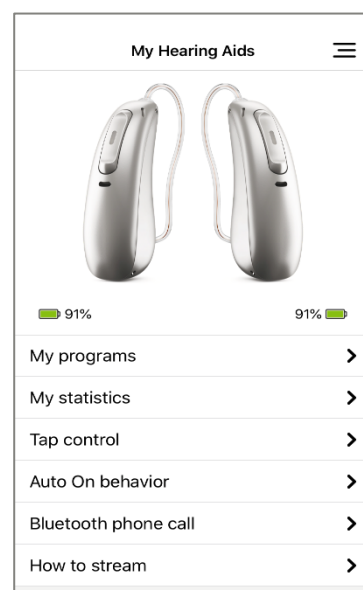 My Hearing Aids
91% 91%
My programs
My statistics
Tap control
Auto On behavior
Bluetooth phone call
How to stream